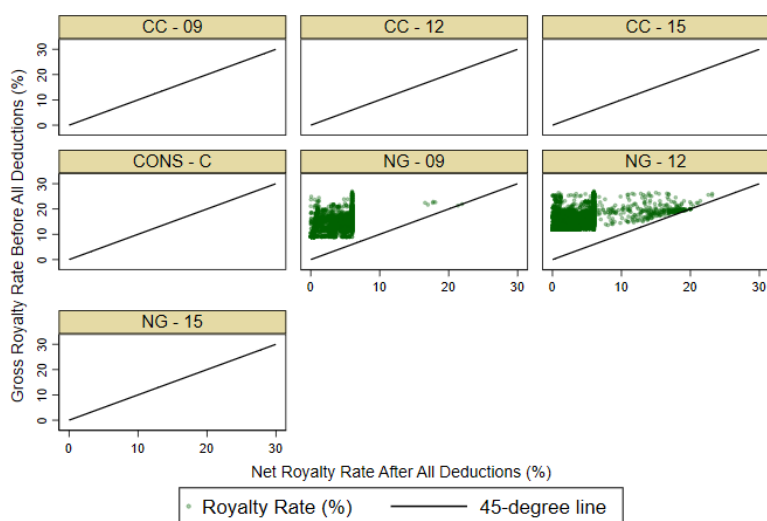 CC - 09
CC - 12
CC - 15
Gross Royalty Rate Before All Deductions (%)
30
20
10
0
CONS - C
NG - 09
NG - 12
30
20
10
0
0 10 20 30
0 10 20 30
NG - 15
30
20
10
0
0 10 20 30
Net Royalty Rate After All Deductions (%)
Royalty Rate (%)
45-degree line